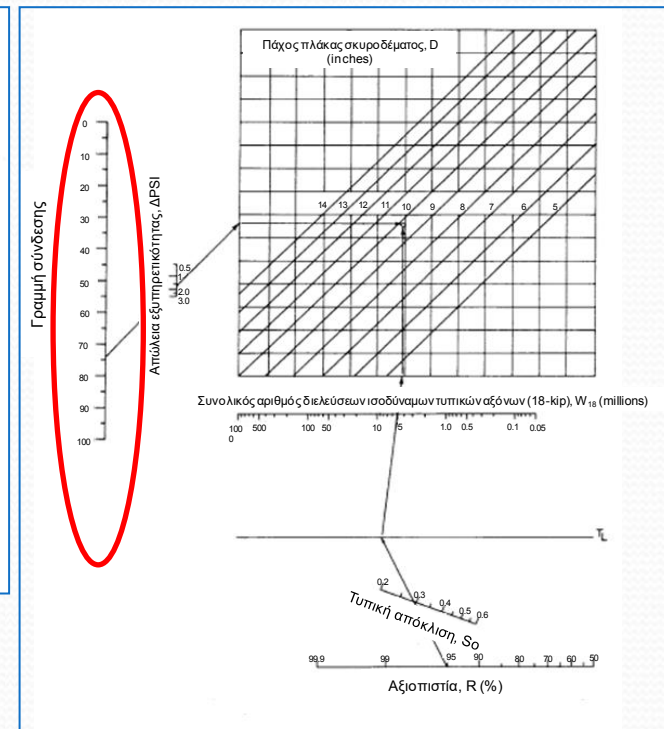 Πάχος πλάκας σκυροδέματος, D
(inches)
Γραμμή σύνδεσης
0
10
20
30
40
50
60
70
80
90
100
Απώλεια εξυπηρετικότητας, ΔPSI
0.5
1
2.0
3.0
14 13 12 11 10 9 8 7 6 5
Συνολικός αριθμός διελεύσεων ισοδύναμων τυπικών αξόνων (18-kip), W18 (millions)
100 500 100 50 10 5 1.0 0.5 0.1 0.05
0
TL
0.2 0.3 0.4 0.5 0.6
Τυπική απόκλιση, So
99.9 99 95 90 80 70 60 50
Αξιοπιστία, R (%)